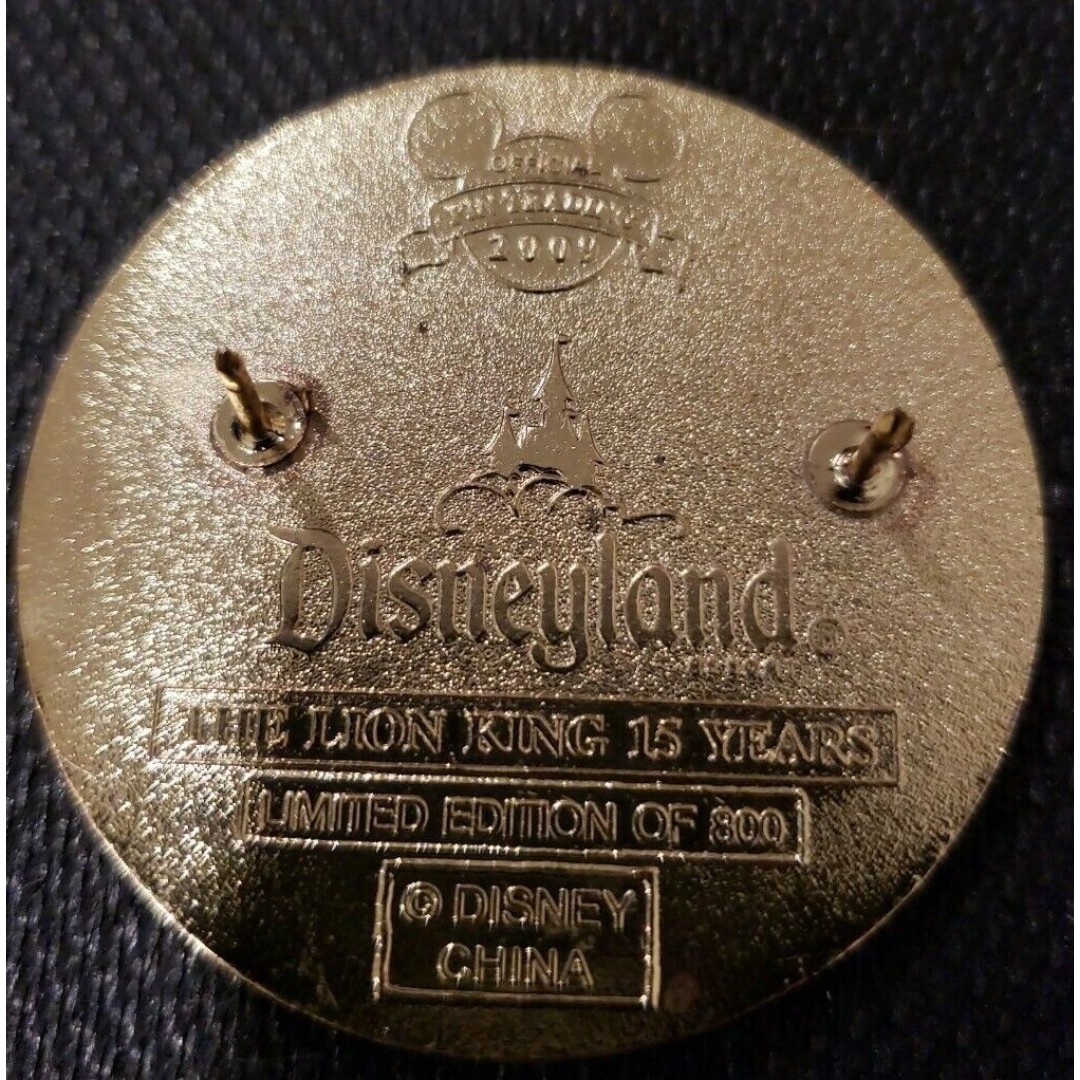 OFFICIAL
PIN TRADING
2009
Disneyland®
THE LION KING 15 YEARS
LIMITED EDITION OF 800
© DISNEY
CHINA